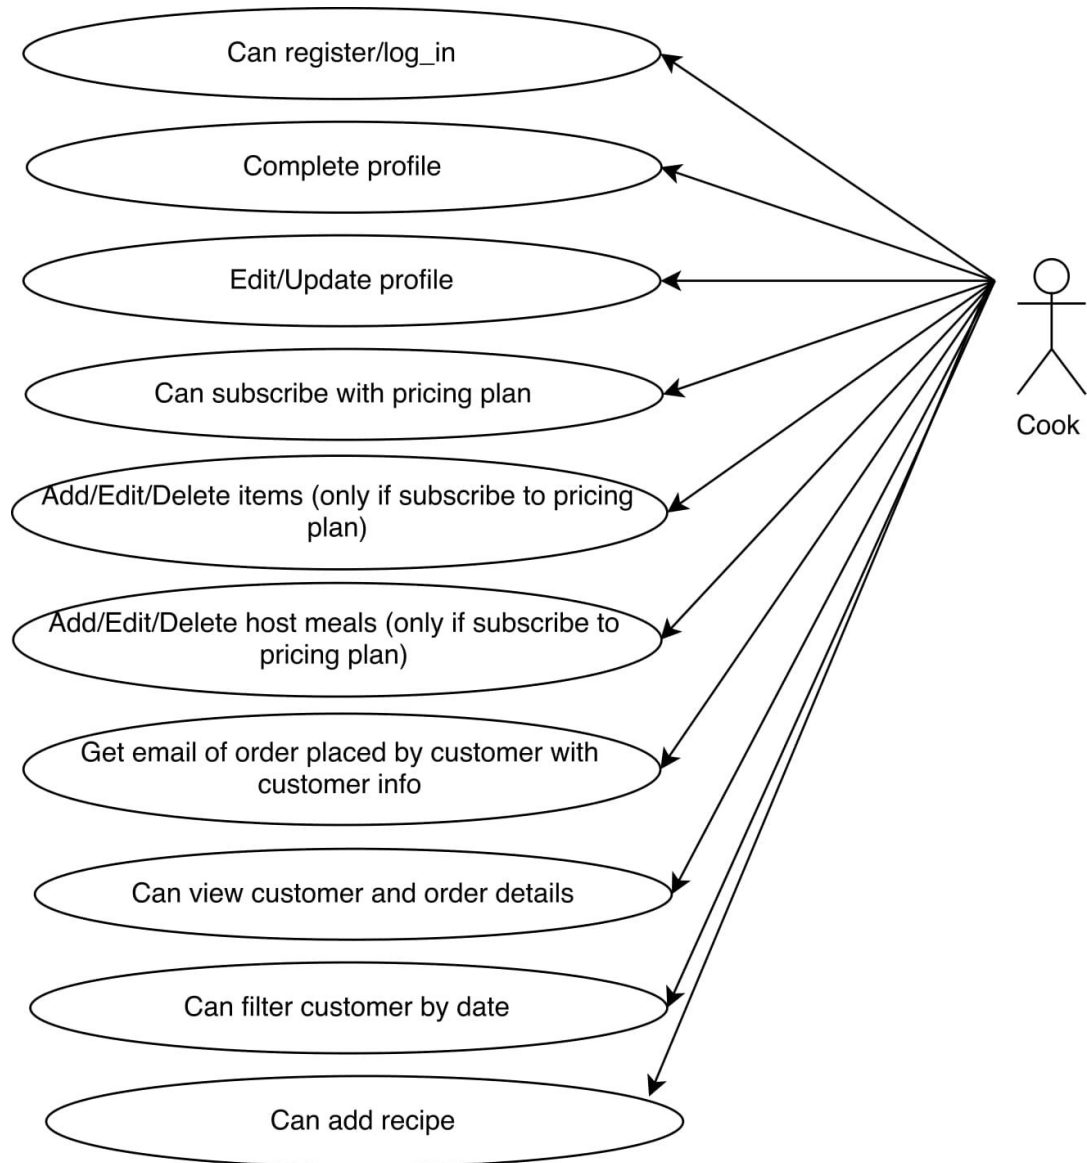 Can register/log_in
Complete profile
Edit/Update profile
Can subscribe with pricing plan
Cook
Add/Edit/Delete items (only if subscribe to pricing
plan)
Add/Edit/Delete host meals (only if subscribe to
pricing plan)
Get email of order placed by customer with
customer info
Can view customer and order details
Can filter customer by date
Can add recipe